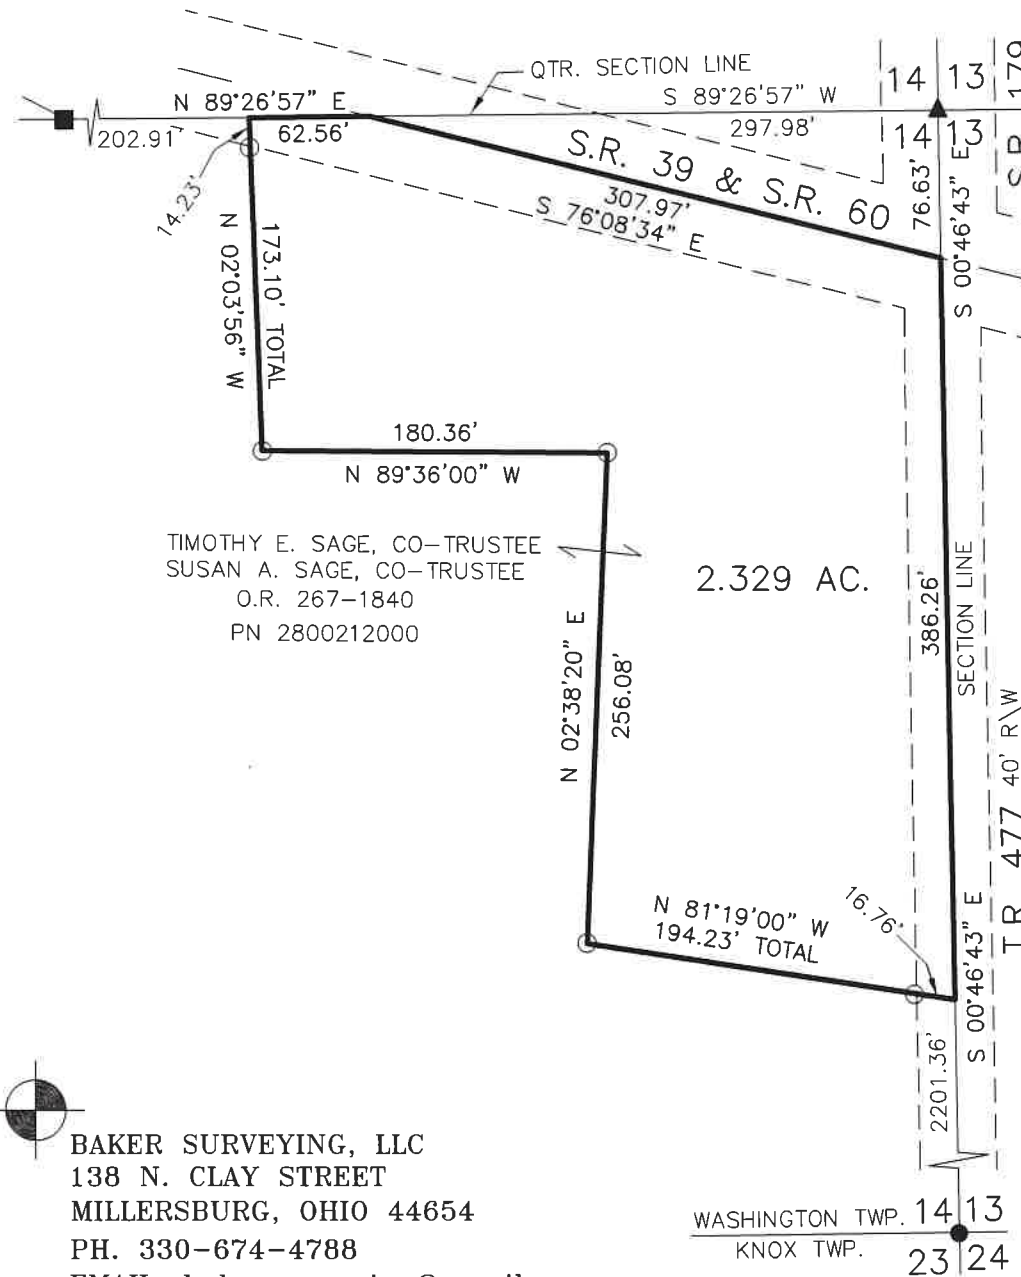 QTR. SECTION LINE
N 89°26'57" E
S 89°26'57" W
14 13
202.91'
62.56'
297.98'
14 13
S.R. 179
14.23'
S.R. 39 & S.R. 60
307.97'
S 76°08'34" E
76.63'
S 00°46'43" E
173.10' TOTAL
N 02°03'56" W
180.36'
N 89°36'00" W
TIMOTHY E. SAGE, CO-TRUSTEE
SUSAN A. SAGE, CO-TRUSTEE
O.R. 267-1840
PN 2800212000
2.329 AC.
386.26'
SECTION LINE
N 02°38'20" E
256.08'
TR 477 40' R\W
N 81°19'00" W
194.23' TOTAL
16.76'
S 00°46'43" E
2201.36'
BAKER SURVEYING, LLC
138 N. CLAY STREET
MILLERSBURG, OHIO 44654
PH. 330-674-4788
WASHINGTON TWP. 14 13
KNOX TWP. 23 24